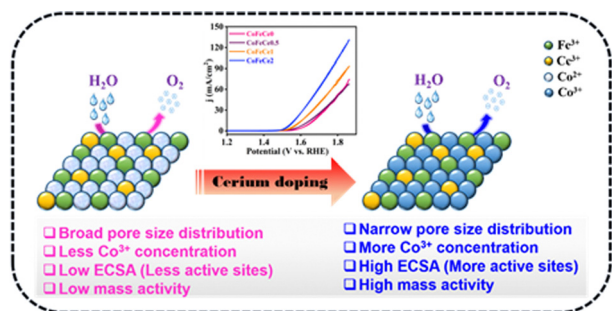 H₂O
O₂
CoFeCe0
CoFeCe0.5
CoFeCe1
CoFeCe2
j (mA/cm²)
150
120
90
60
30
0
1.2
1.4
1.6
1.8
Potential (V vs. RHE)
H₂O
O₂
Fe³⁺
Ce³⁺
Co²⁺
Co³⁺
Cerium doping
❑ Broad pore size distribution
❑ Less Co³⁺ concentration
❑ Low ECSA (Less active sites)
❑ Low mass activity
❑ Narrow pore size distribution
❑ More Co³⁺ concentration
❑ High ECSA (More active sites)
❑ High mass activity